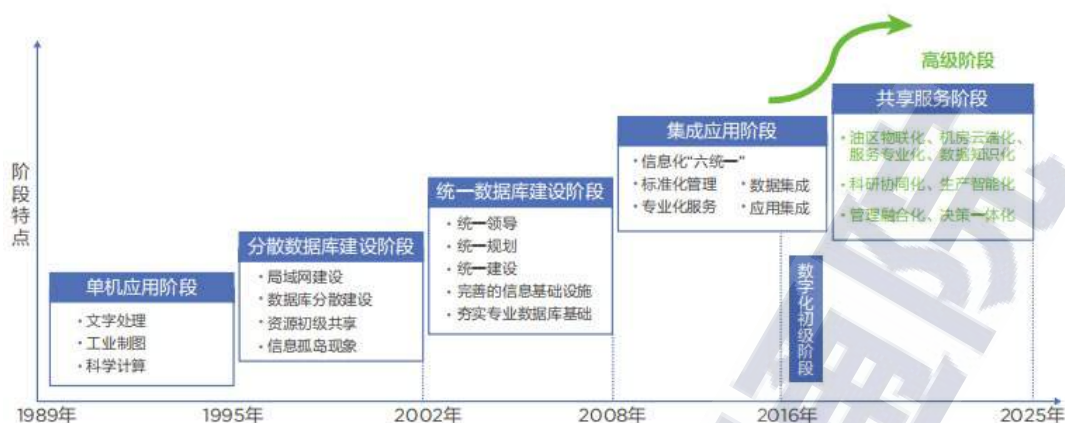 高级阶段
共享服务阶段
• 油区物联化、机房云端化、
服务专业化、数据知识化
• 科研协同化、生产智能化
• 管理融合化、决策一体化
集成应用阶段
• 信息化“六统一”
• 标准化管理 • 数据集成
• 专业化服务 • 应用集成
统一数据库建设阶段
• 统一领导
• 统一规划
• 统一建设
• 完善的信息基础设施
• 夯实专业数据库基础
分散数据库建设阶段
• 局域网建设
• 数据库分散建设
• 资源初级共享
• 信息孤岛现象
单机应用阶段
• 文字处理
• 工业制图
• 科学计算
阶段特点
数字化初级阶段
1989年 1995年 2002年 2008年 2016年 2025年